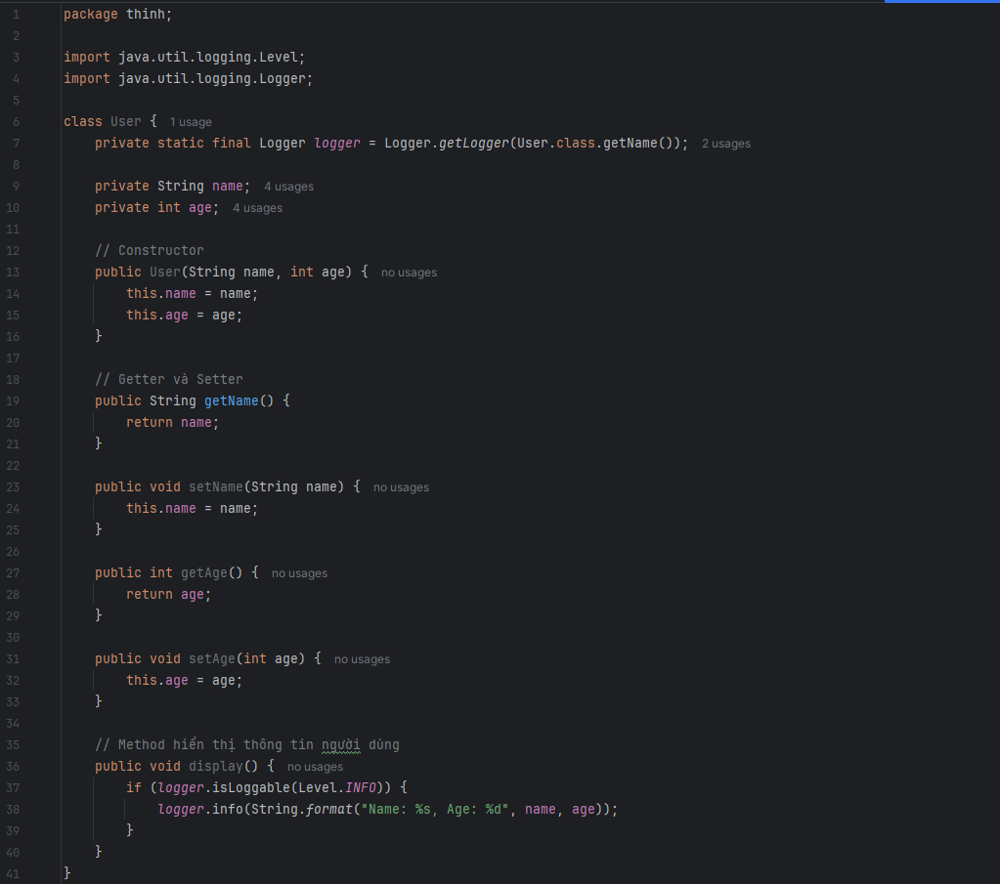 1 package thinh;
2
3 import java.util.logging.Level;
4 import java.util.logging.Logger;
5
6 class User { 1 usage
7     private static final Logger logger = Logger.getLogger(User.class.getName()); 2 usages
8
9     private String name; 4 usages
10     private int age; 4 usages
11
12     // Constructor
13     public User(String name, int age) { no usages
14         this.name = name;
15         this.age = age;
16     }
17
18     // Getter và Setter
19     public String getName() {
20         return name;
21     }
22
23     public void setName(String name) { no usages
24         this.name = name;
25     }
26
27     public int getAge() { no usages
28         return age;
29     }
30
31     public void setAge(int age) { no usages
32         this.age = age;
33     }
34
35     // Method hiển thị thông tin người dùng
36     public void display() { no usages
37         if (logger.isLoggable(Level.INFO)) {
38             logger.info(String.format("Name: %s, Age: %d", name, age));
39         }
40     }
41 }